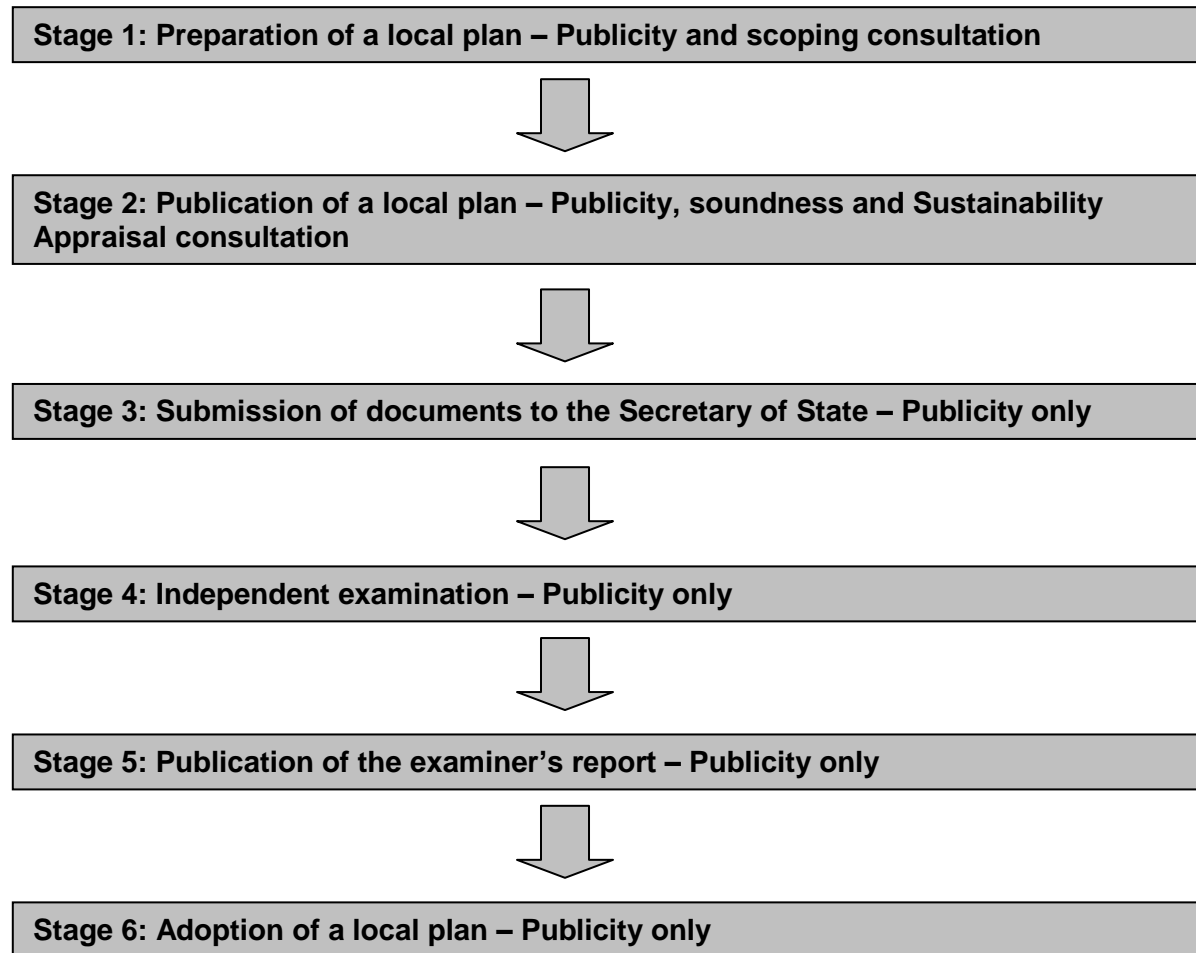 Stage 1: Preparation of a local plan – Publicity and scoping consultation
Stage 2: Publication of a local plan – Publicity, soundness and Sustainability
Appraisal consultation
Stage 3: Submission of documents to the Secretary of State – Publicity only
Stage 4: Independent examination – Publicity only
Stage 5: Publication of the examiner’s report – Publicity only
Stage 6: Adoption of a local plan – Publicity only